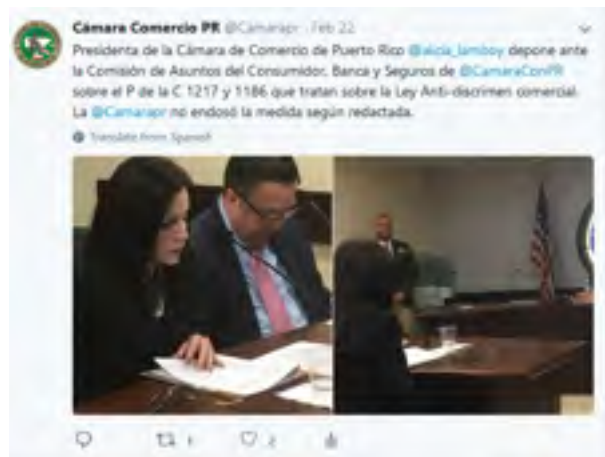 Cámara Comercio PR @Camarapr · Feb 22
Presidenta de la Cámara de Comercio de Puerto Rico @alicia_lamboy depone ante
la Comisión de Asuntos del Consumidor, Banca y Seguros de @CamaraConPR
sobre el P de la C 1217 y 1186 que tratan sobre la Ley Anti-discrimen comercial.
La @Camarapr no endosó la medida según redactada.
Translate from Spanish
1 2